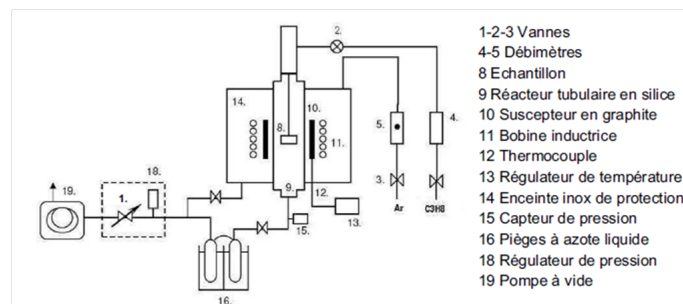 2.
14.
10.
8.
11.
5.
4.
3.
9.
12.
13.
15.
Ar
C3H8
18.
1.
19.
16.
1-2-3 Vannes
4-5 Débimètres
8 Echantillon
9 Réacteur tubulaire en silice
10 Suscepteur en graphite
11 Bobine inductrice
12 Thermocouple
13 Régulateur de température
14 Enceinte inox de protection
15 Capteur de pression
16 Pièges à azote liquide
18 Régulateur de pression
19 Pompe à vide